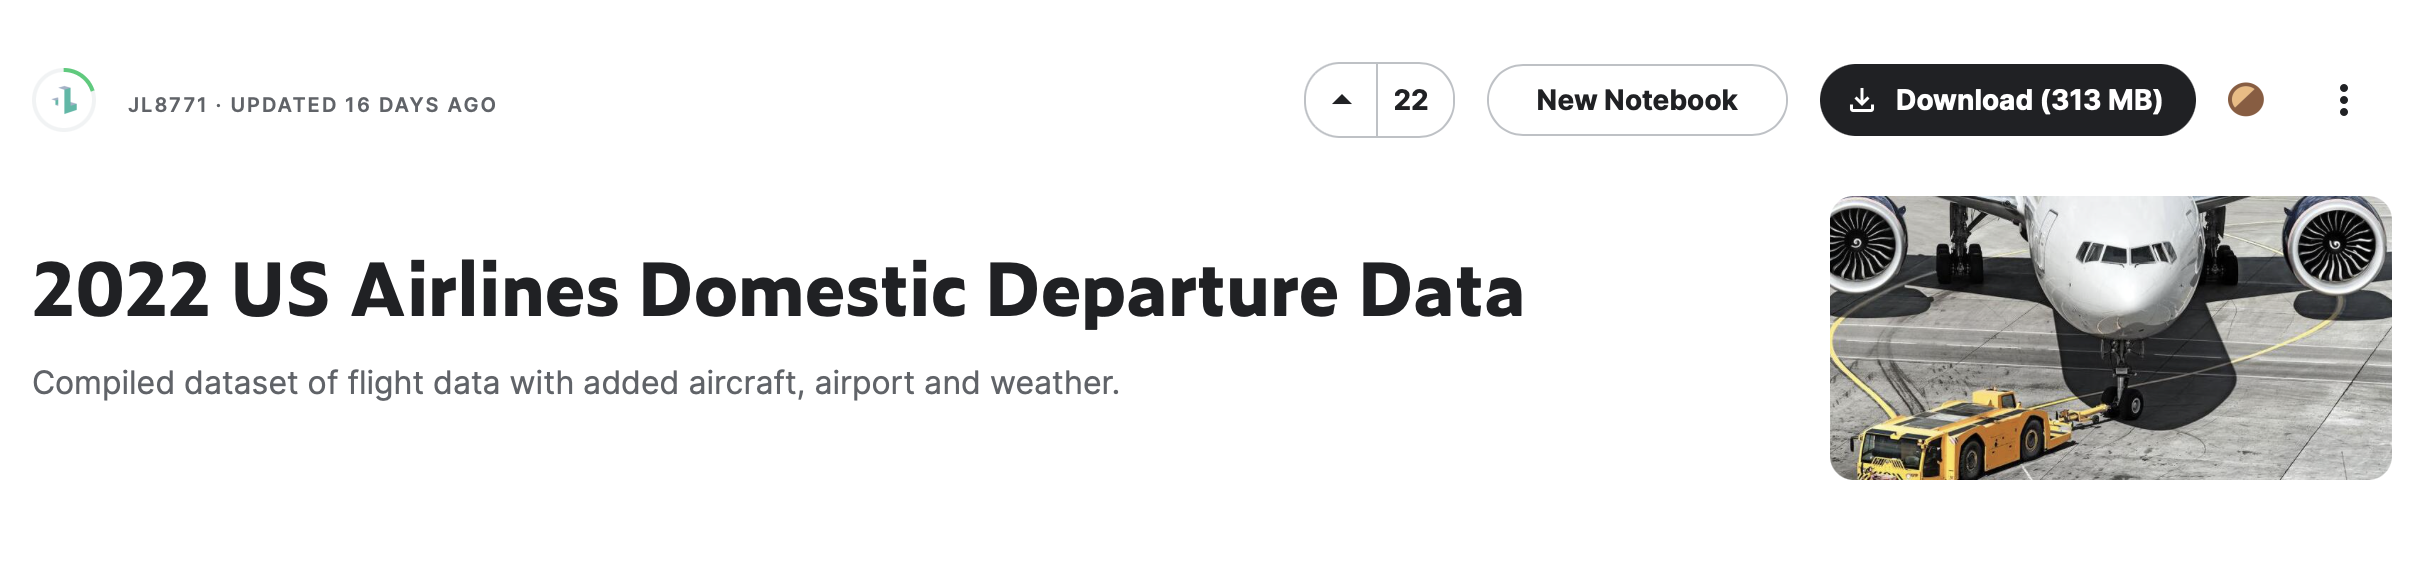 JL8771 · UPDATED 16 DAYS AGO
22
New Notebook
Download (313 MB)
2022 US Airlines Domestic Departure Data
Compiled dataset of flight data with added aircraft, airport and weather.